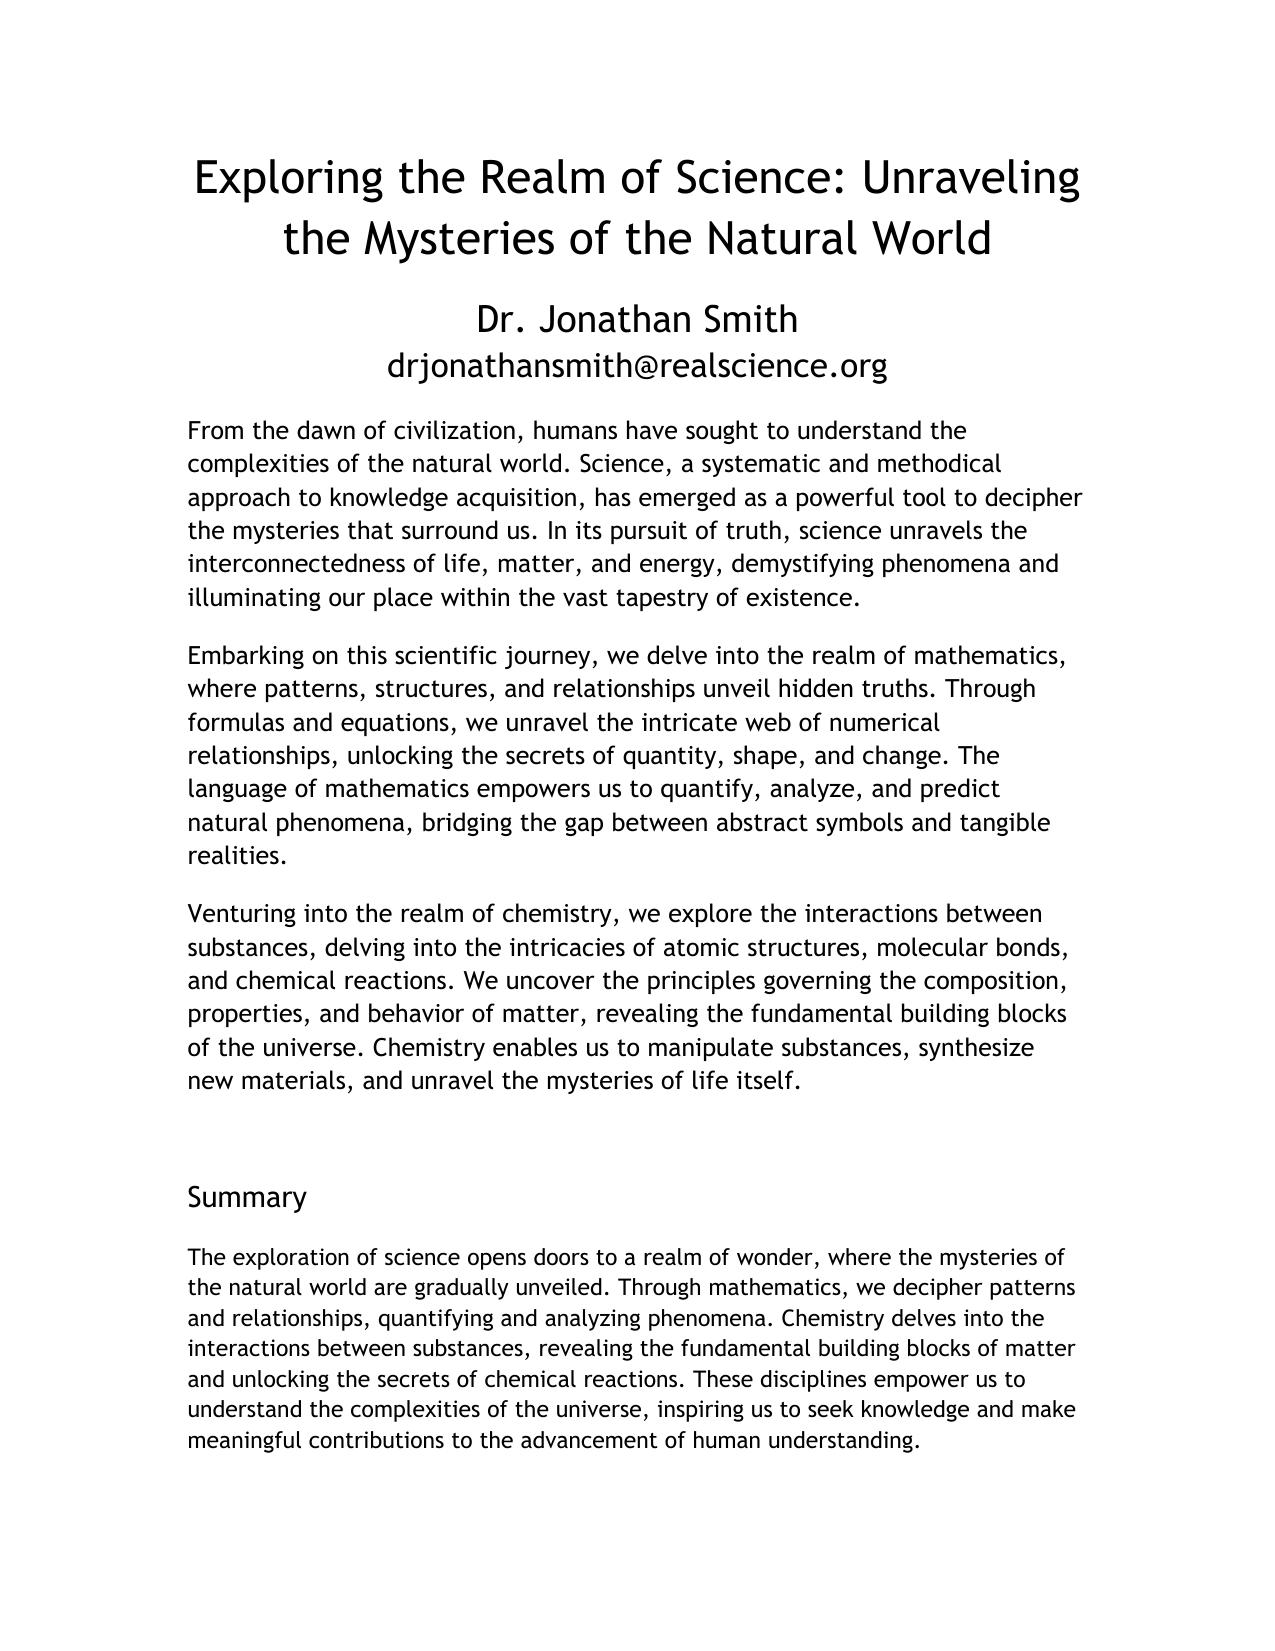 Exploring the Realm of Science: Unraveling
the Mysteries of the Natural World
Dr. Jonathan Smith
drjonathansmith@realscience.org
From the dawn of civilization, humans have sought to understand the
complexities of the natural world. Science, a systematic and methodical
approach to knowledge acquisition, has emerged as a powerful tool to decipher
the mysteries that surround us. In its pursuit of truth, science unravels the
interconnectedness of life, matter, and energy, demystifying phenomena and
illuminating our place within the vast tapestry of existence.
Embarking on this scientific journey, we delve into the realm of mathematics,
where patterns, structures, and relationships unveil hidden truths. Through
formulas and equations, we unravel the intricate web of numerical
relationships, unlocking the secrets of quantity, shape, and change. The
language of mathematics empowers us to quantify, analyze, and predict
natural phenomena, bridging the gap between abstract symbols and tangible
realities.
Venturing into the realm of chemistry, we explore the interactions between
substances, delving into the intricacies of atomic structures, molecular bonds,
and chemical reactions. We uncover the principles governing the composition,
properties, and behavior of matter, revealing the fundamental building blocks
of the universe. Chemistry enables us to manipulate substances, synthesize
new materials, and unravel the mysteries of life itself.
Summary
The exploration of science opens doors to a realm of wonder, where the mysteries of
the natural world are gradually unveiled. Through mathematics, we decipher patterns
and relationships, quantifying and analyzing phenomena. Chemistry delves into the
interactions between substances, revealing the fundamental building blocks of matter
and unlocking the secrets of chemical reactions. These disciplines empower us to
understand the complexities of the universe, inspiring us to seek knowledge and make
meaningful contributions to the advancement of human understanding.